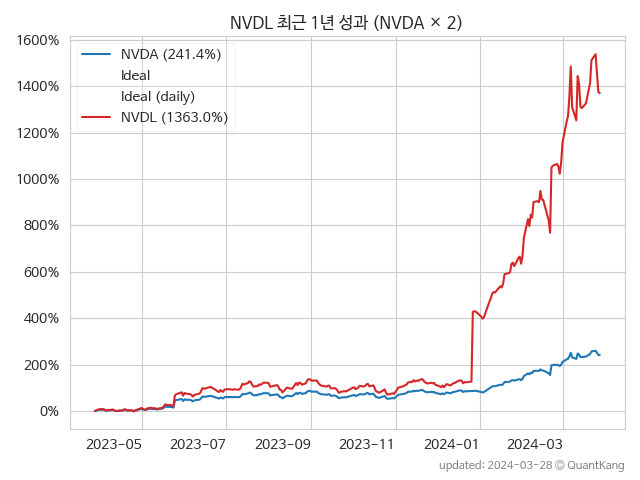 NVDL 최근 1년 성과 (NVDA × 2)
1600%
1400%
1200%
1000%
800%
600%
400%
200%
0%
NVDA (241.4%)
Ideal
Ideal (daily)
NVDL (1363.0%)
2023-05
2023-07
2023-09
2023-11
2024-01
2024-03
updated: 2024-03-28 © QuantKang